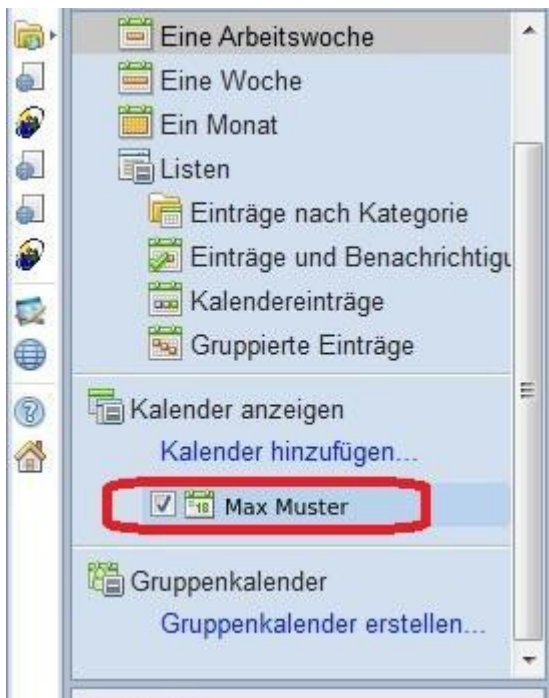 Eine Arbeitswoche
Eine Woche
Ein Monat
Listen
Einträge nach Kategorie
Einträge und Benachrichtigu
Kalendereinträge
Gruppierte Einträge
Kalender anzeigen
Kalender hinzufügen...
18 Max Muster
Gruppenkalender
Gruppenkalender erstellen...